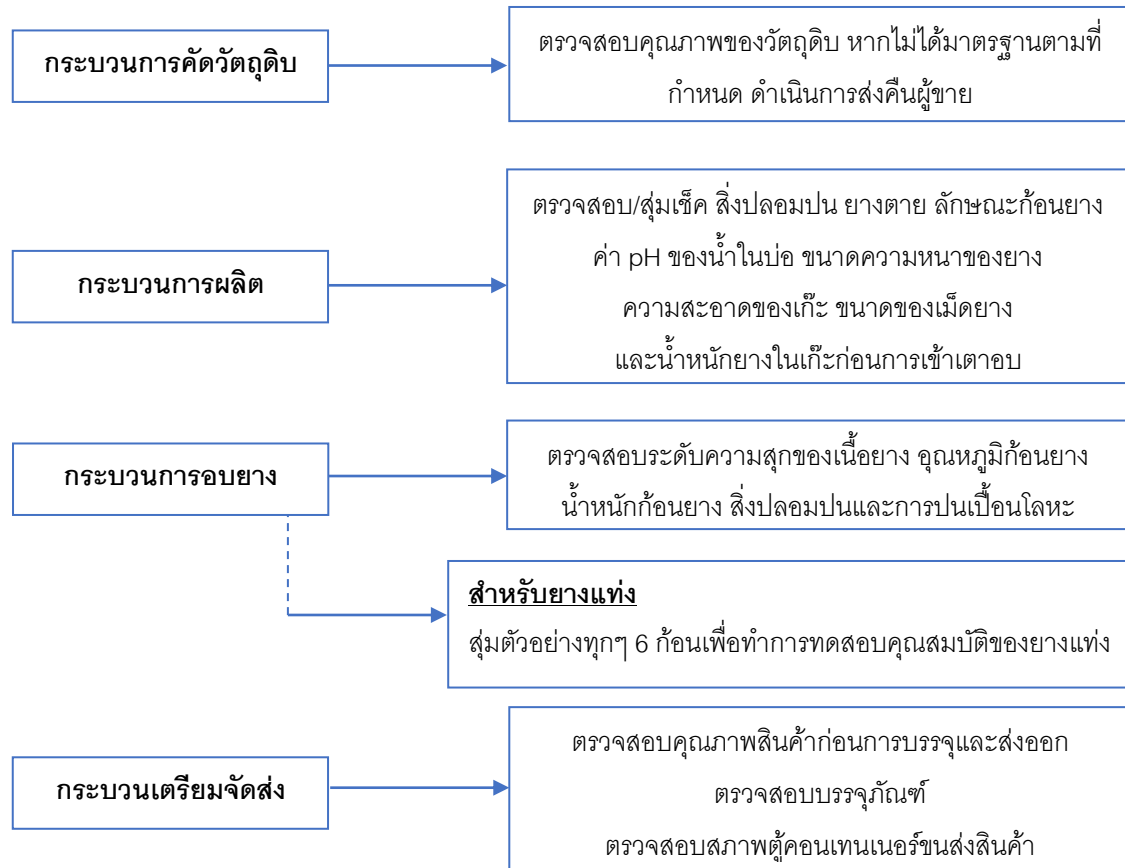 กระบวนการคัดวัตถุดิบ
ตรวจสอบคุณภาพของวัตถุดิบ หากไม่ได้มาตรฐานตามที่
กำหนด ดำเนินการส่งคืนผู้ขาย
กระบวนการผลิต
ตรวจสอบ/สุ่มเช็ค สิ่งปลอมปน ยางตาย ลักษณะก้อนยาง
ค่า pH ของน้ำในบ่อ ขนาดความหนาของยาง
ความสะอาดของเก๊ะ ขนาดของเม็ดยาง
และน้ำหนักยางในเก๊ะก่อนการเข้าเตาอบ
กระบวนการอบยาง
ตรวจสอบระดับความสุกของเนื้อยาง อุณหภูมิก้อนยาง
น้ำหนักก้อนยาง สิ่งปลอมปนและการปนเปื้อนโลหะ
สำหรับยางแท่ง
สุ่มตัวอย่างทุกๆ 6 ก้อนเพื่อทำการทดสอบคุณสมบัติของยางแท่ง
กระบวนเตรียมจัดส่ง
ตรวจสอบคุณภาพสินค้าก่อนการบรรจุและส่งออก
ตรวจสอบบรรจุภัณฑ์
ตรวจสอบสภาพตู้คอนเทนเนอร์ขนส่งสินค้า